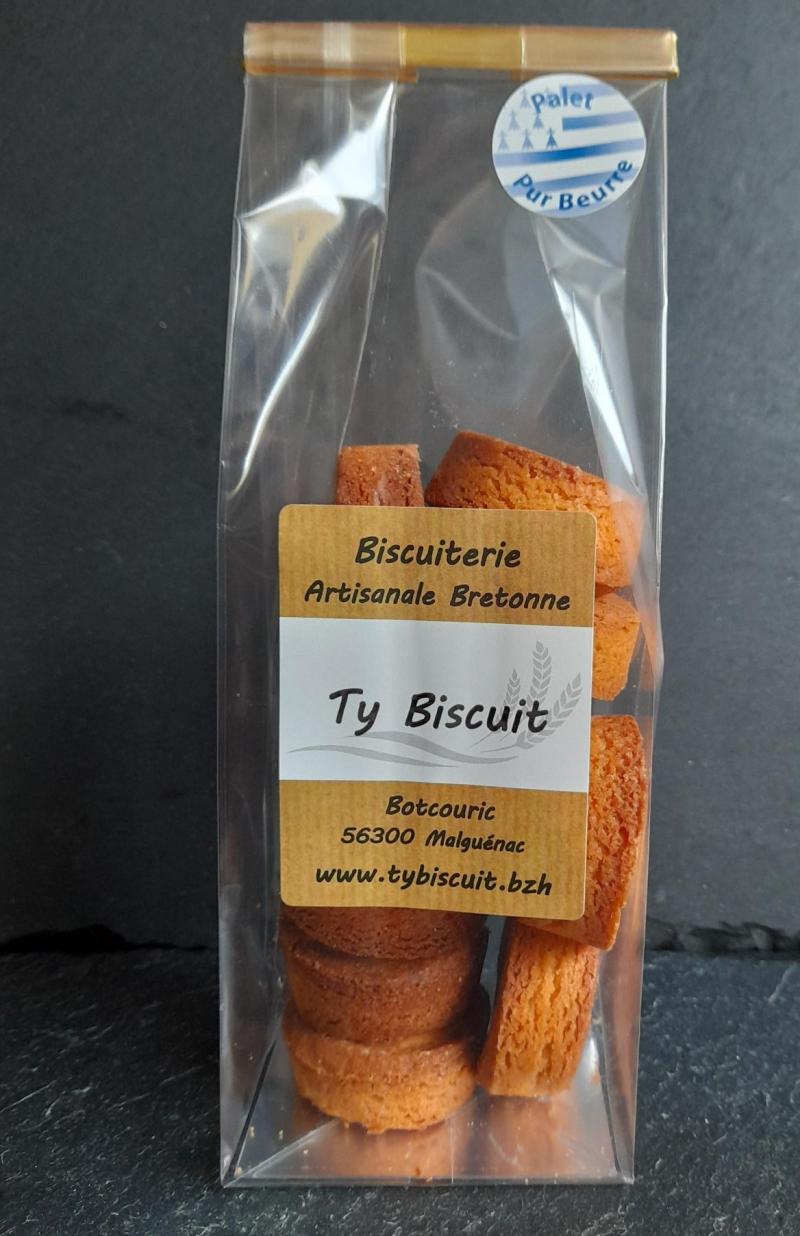 Palet
Pur Beurre
Biscuiterie
Artisanale Bretonne
Ty Biscuit
Botcouric
56300 Malguénac
www.tybiscuit.bzh